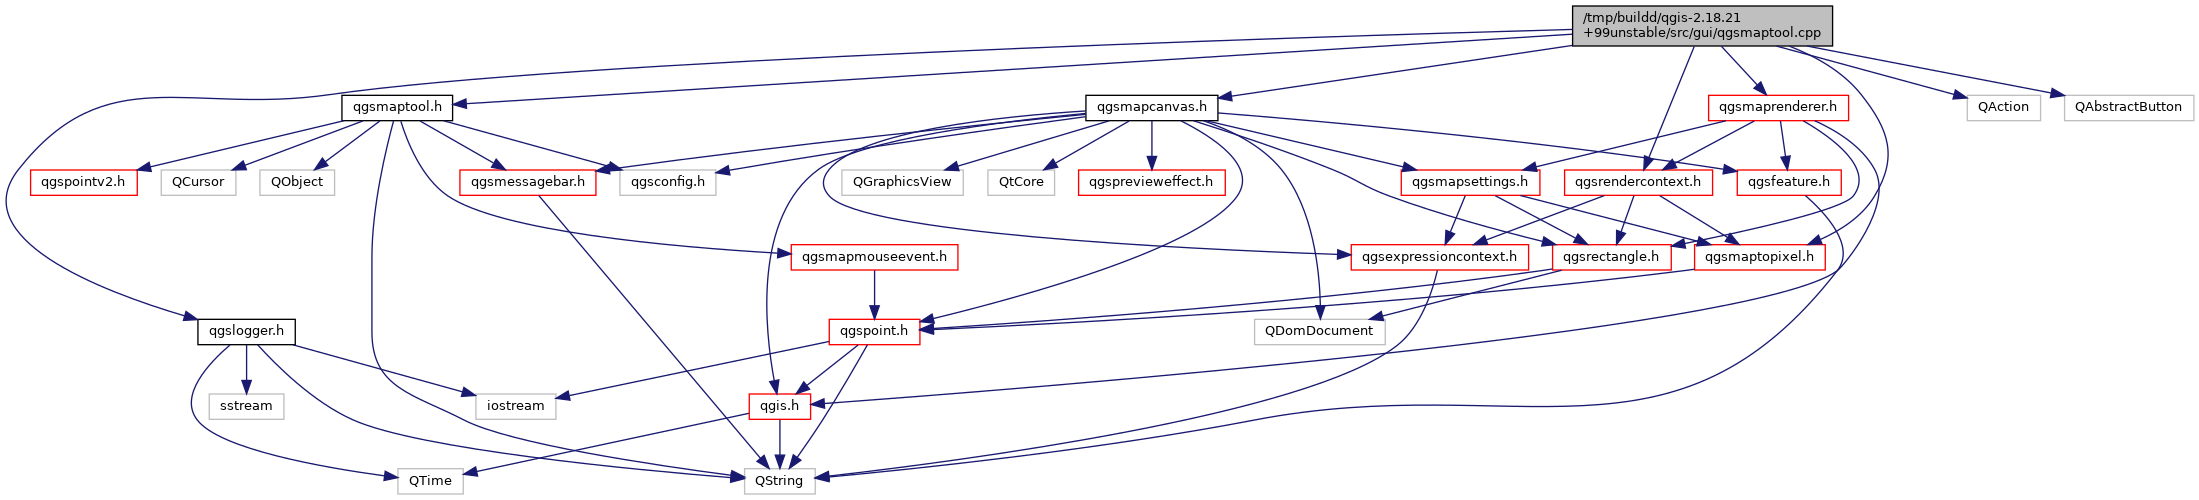 /tmp/buildd/qgis-2.18.21
+99unstable/src/gui/qgsmaptool.cpp
qgsmaptool.h
qgsmapcanvas.h
qgsmaprenderer.h
QAction
QAbstractButton
qgspointv2.h
QCursor
QObject
qgsmessagebar.h
qgsconfig.h
QGraphicsView
QtCore
qgspreviewеffect.h
qgsmapsettings.h
qgsrendercontext.h
qgsfeature.h
qgsmapmouseevent.h
qgsexpressioncontext.h
qgsrectangle.h
qgsmaptopixel.h
qgslogger.h
qgspoint.h
QDomDocument
sstream
iostream
qgis.h
QTime
QString